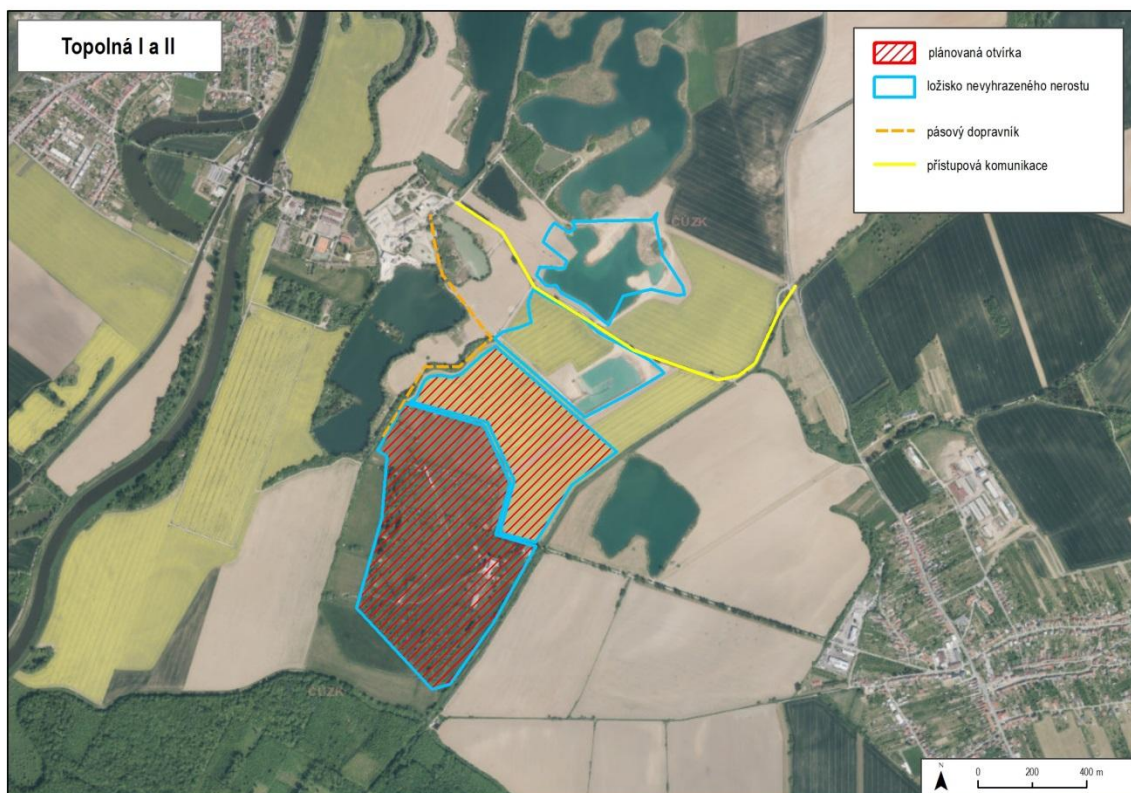 Topolná I a II
plánovaná otvírka
ložisko nevyhrazeného nerostu
pásový dopravník
přístupová komunikace
ČÚZK
ČÚZK
N
0 200 400 m